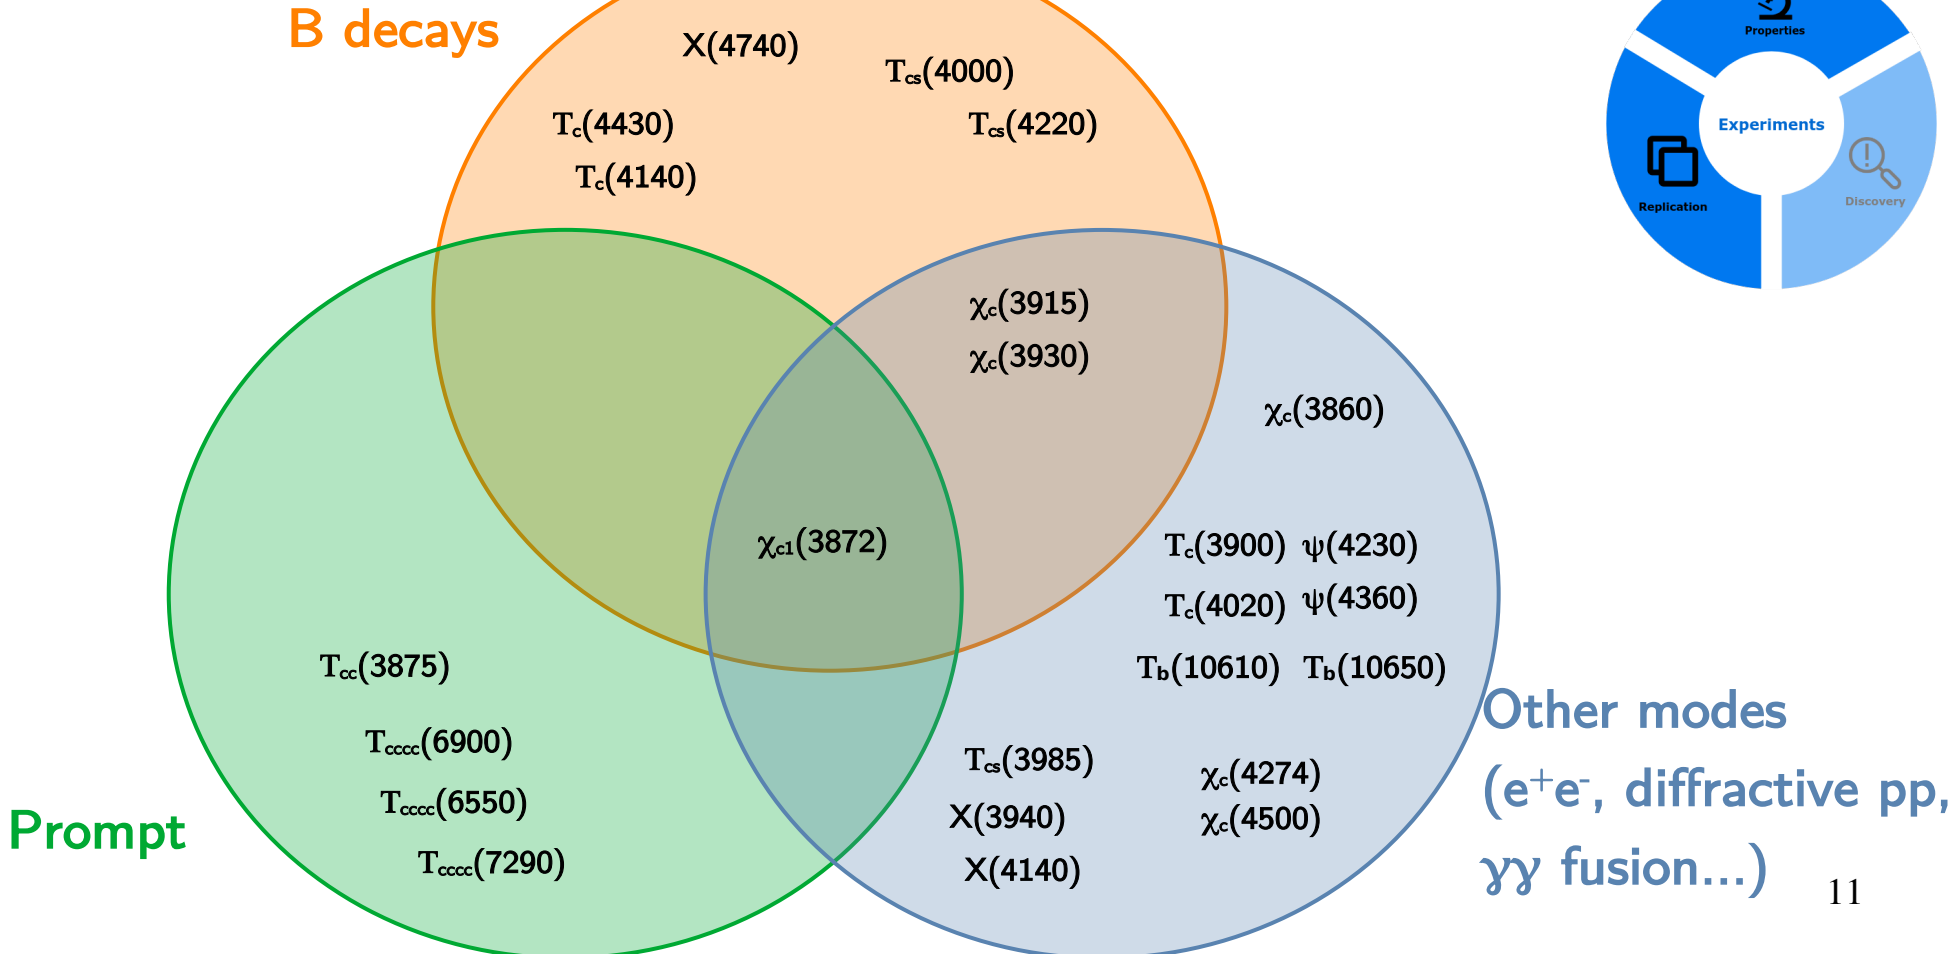 B decays
X(4740)
Tcs(4000)
Tc(4430)
Tcs(4220)
Tc(4140)
Properties
Experiments
Replication
Discovery
χc(3915)
χc(3930)
χc(3860)
χc1(3872)
Tc(3900) ψ(4230)
Tc(4020) ψ(4360)
Tb(10610) Tb(10650)
Tcc(3875)
Tcccc(6900)
Tcccc(6550)
Tcccc(7290)
Prompt
Tcs(3985)
X(3940)
X(4140)
χc(4274)
χc(4500)
Other modes
(e⁺e⁻, diffractive pp,
γγ fusion...)
11